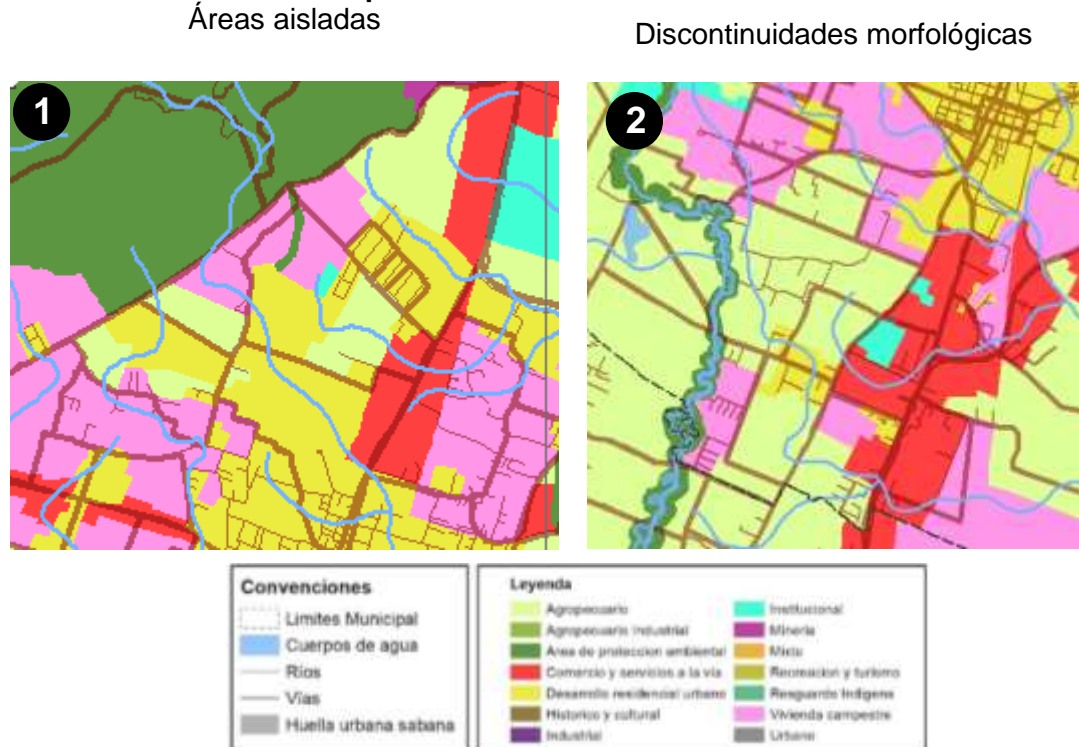 Áreas aisladas
Discontinuidades morfológicas
1
2
Convenciones
Limites Municipal
Cuerpos de agua
Ríos
Vías
Huella urbana sabana
Leyenda
Agropecuario
Agropecuario Industrial
Area de proteccion ambiental
Comercio y servicios a la via
Desarrollo residencial urbano
Historico y cultural
Industrial
Institucional
Mineria
Mixto
Recreacion y turismo
Resguardo Indigena
Vivienda campestre
Urbano